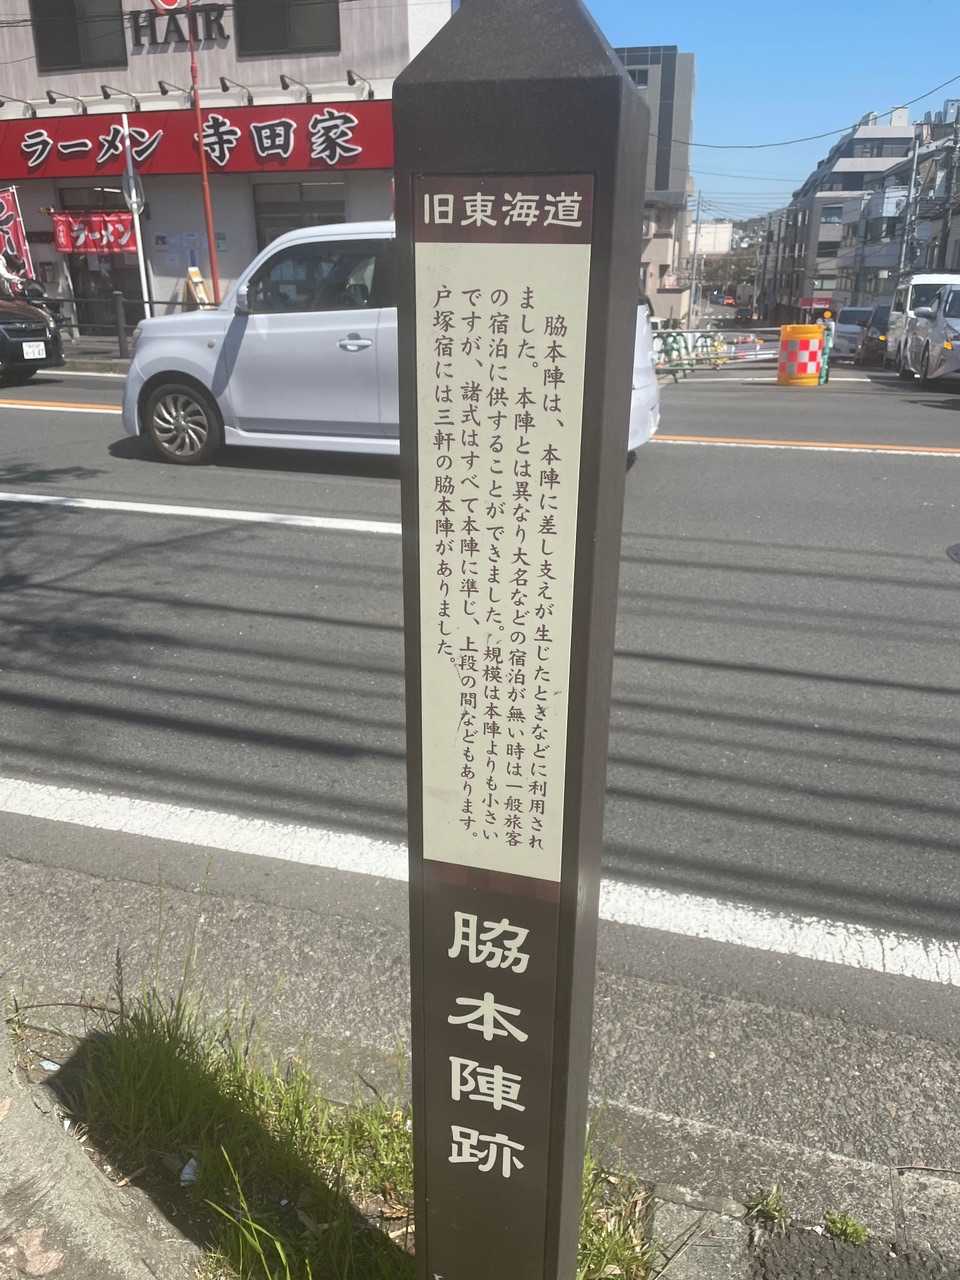 HAIR
ラーメン 寺田家
ラーメン
旧東海道
脇本陣は、本陣に差し支えが生じたときなどに利用され
ました。本陣とは異なり大名などの宿泊が無い時は一般旅客
の宿泊に供することができました。規模は本陣よりも小さい
ですが、諸式はすべて本陣に準じ、上段の間などもあります。
戸塚宿には三軒の脇本陣がありました。
脇本陣跡